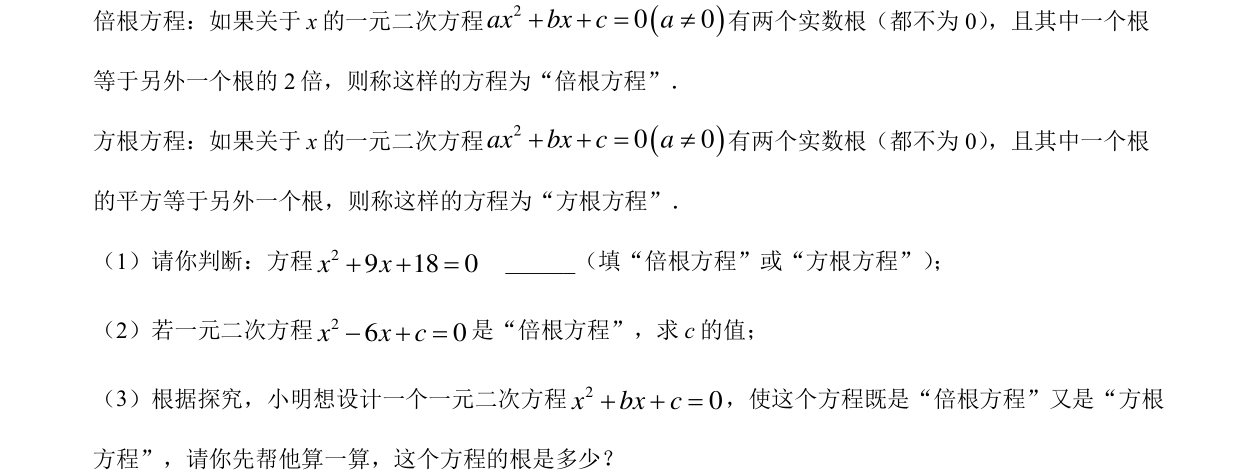 倍根方程：如果关于 x 的一元二次方程 ax²+bx+c=0(a≠0)有两个实数根（都不为 0），且其中一个根
等于另外一个根的 2 倍，则称这样的方程为“倍根方程”．
方根方程：如果关于 x 的一元二次方程 ax²+bx+c=0(a≠0)有两个实数根（都不为 0），且其中一个根
的平方等于另外一个根，则称这样的方程为“方根方程”．
（1）请你判断：方程 x²+9x+18=0 ______（填“倍根方程”或“方根方程”）；
（2）若一元二次方程 x²−6x+c=0 是“倍根方程”，求 c 的值；
（3）根据探究，小明想设计一个一元二次方程 x²+bx+c=0，使这个方程既是“倍根方程”又是“方根
方程”，请你先帮他算一算，这个方程的根是多少？